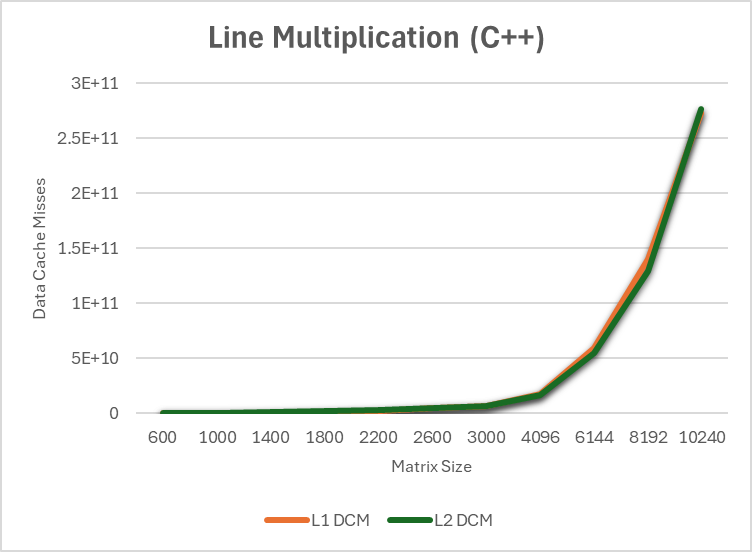 Line Multiplication (C++)
3E+11
2.5E+11
2E+11
1.5E+11
1E+11
5E+10
0
Data Cache Misses
600 1000 1400 1800 2200 2600 3000 4096 6144 8192 10240
Matrix Size
L1 DCM L2 DCM